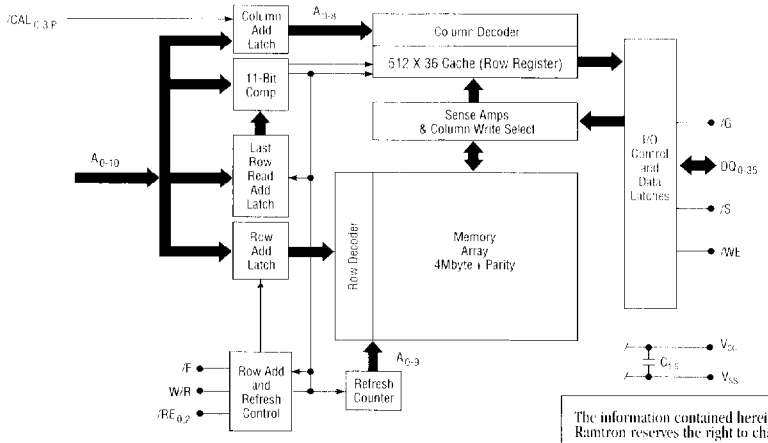 /CAL0-3,P
Column
Add
Latch
A0-8
Column Decoder
512 X 36 Cache (Row Register)
11-Bit
Comp
Sense Amps
& Column Write Select
Last
Row
Read
Add
Latch
A0-10
Row
Add
Latch
Row Decoder
Memory
Array
4Mbyte + Parity
I/O
Control
and
Data
Latches
/G
DQ0-35
/S
/WE
/F
W/R
/RE0,2
Row Add
and
Refresh
Control
A0-9
Refresh
Counter
VCC
C1-5
VSS
The information contained herei
Ramtron reserves the right to cha